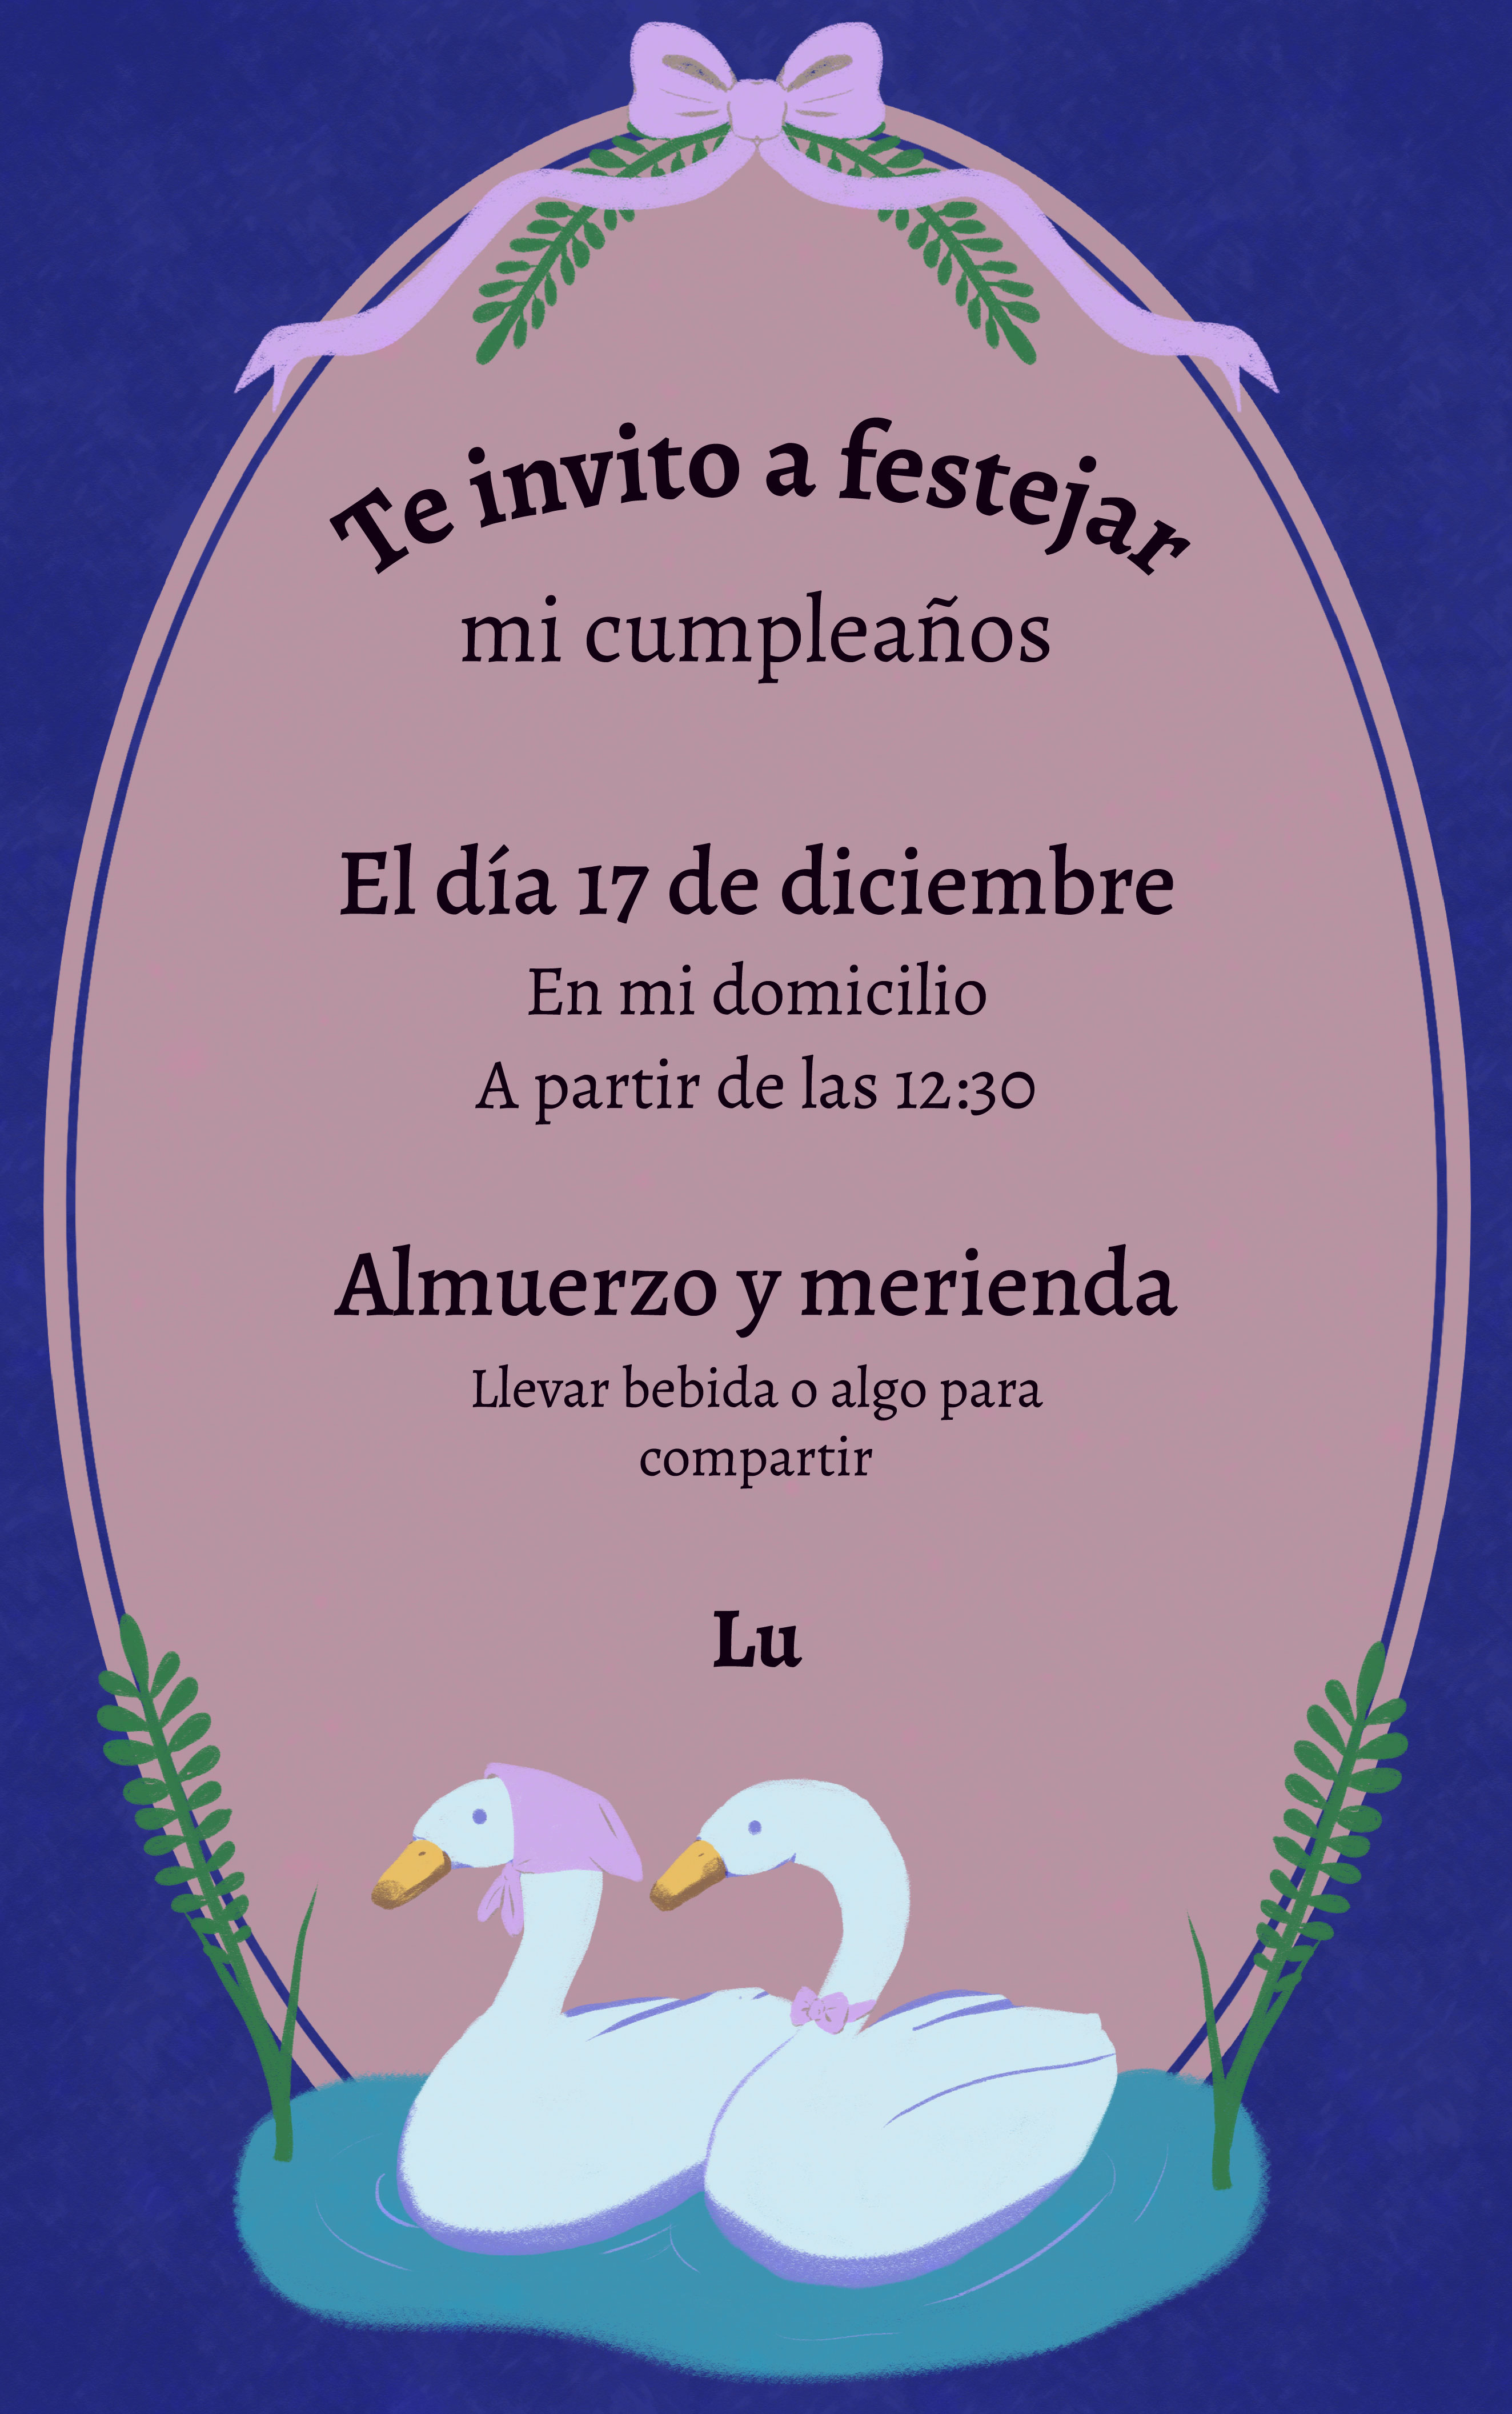 Te invito a festejar
mi cumpleaños
El día 17 de diciembre
En mi domicilio
A partir de las 12:30
Almuerzo y merienda
Llevar bebida o algo para
compartir
Lu